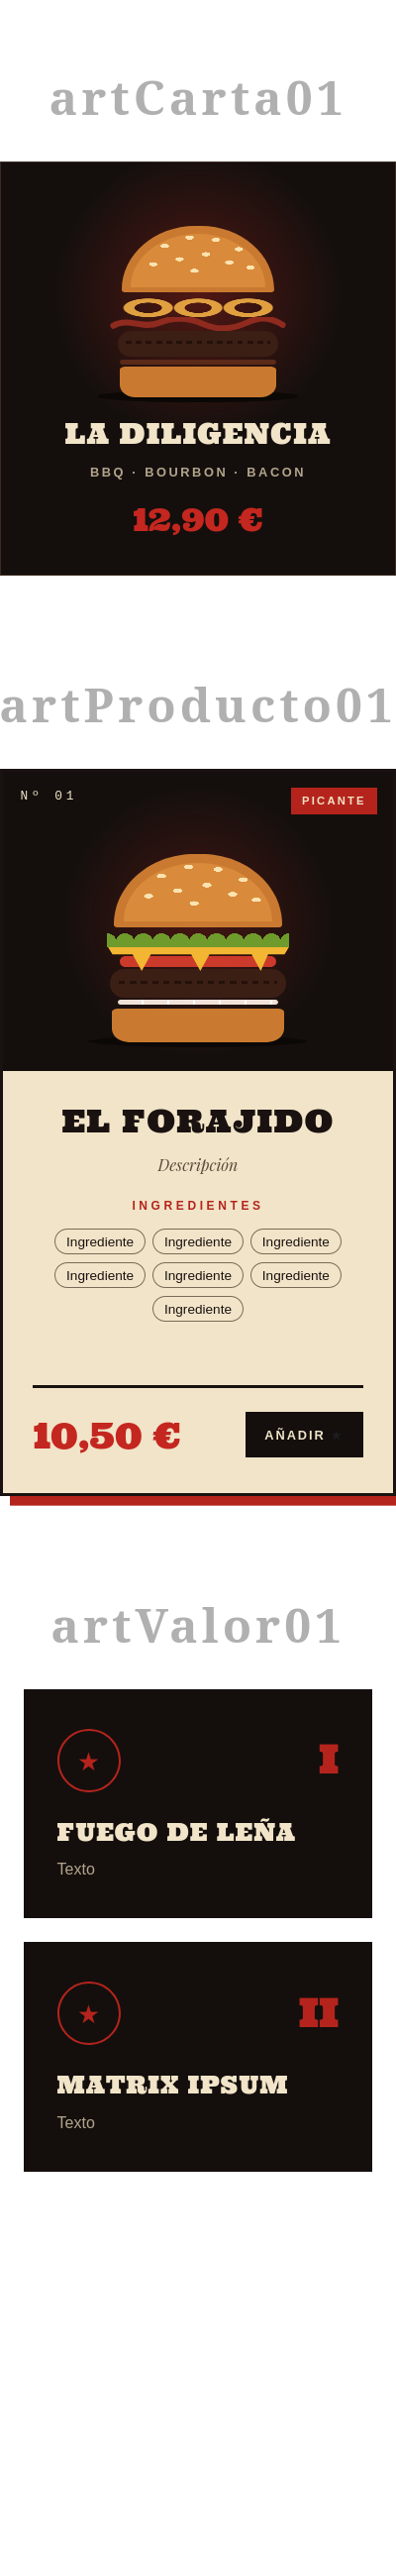 artCarta01
LA DILIGENCIA
BBQ · BOURBON · BACON
12,90 €
artProducto01
Nº 01
PICANTE
EL FORAJIDO
Descripción
INGREDIENTES
Ingrediente Ingrediente Ingrediente
Ingrediente Ingrediente Ingrediente
Ingrediente
10,50 €
AÑADIR ★
artValor01
★
I
FUEGO DE LEÑA
Texto
★
II
MATRIX IPSUM
Texto